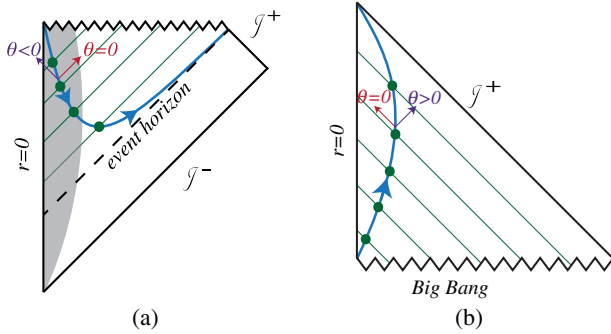 𝒥⁺
θ<0
θ=0
event horizon
r=0
𝒥⁻
(a)
θ=0
θ>0
𝒥⁺
r=0
Big Bang
(b)